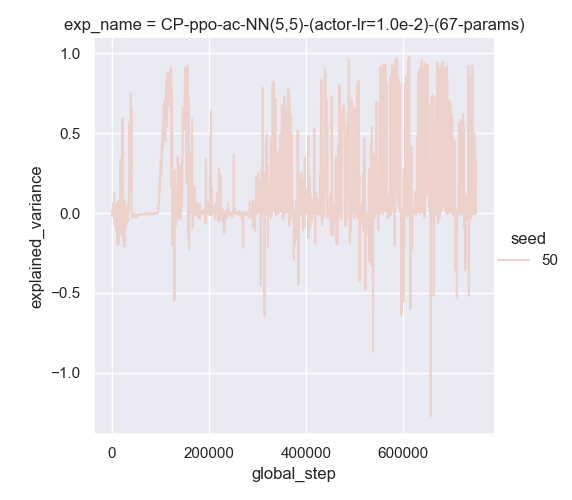 exp_name = CP-ppo-ac-NN(5,5)-(actor-lr=1.0e-2)-(67-params)
1.0
0.5
0.0
−0.5
−1.0
explained_variance
0
200000
400000
600000
global_step
seed
50